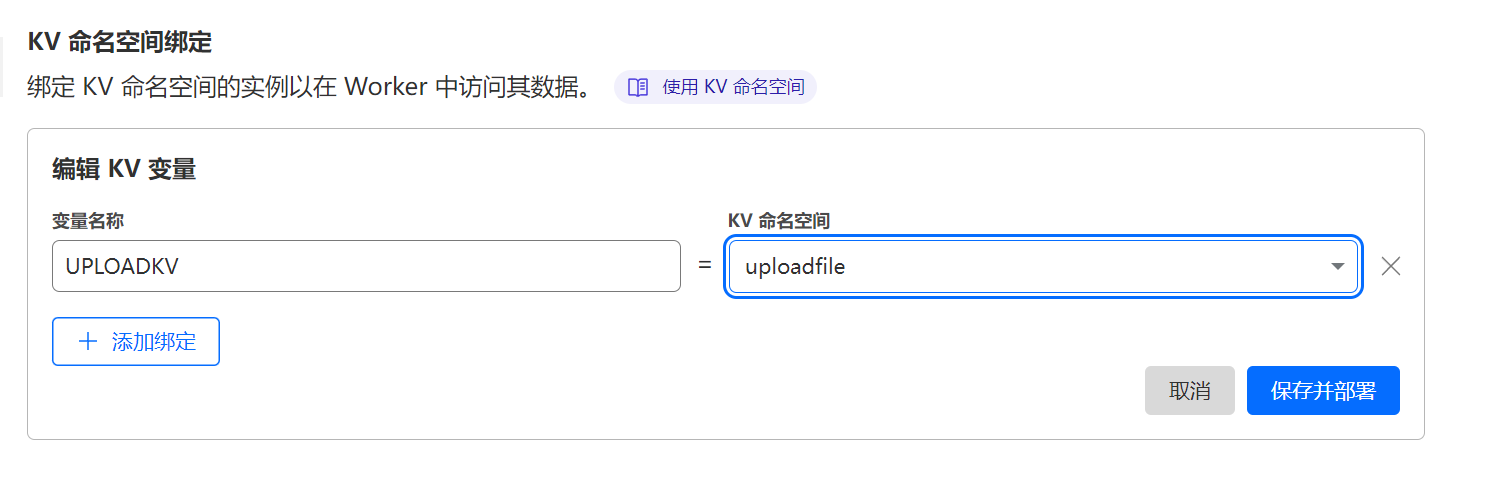 KV 命名空间绑定
绑定 KV 命名空间的实例以在 Worker 中访问其数据。 使用 KV 命名空间
编辑 KV 变量
变量名称 KV 命名空间
UPLOADKV = uploadfile
添加绑定
取消 保存并部署